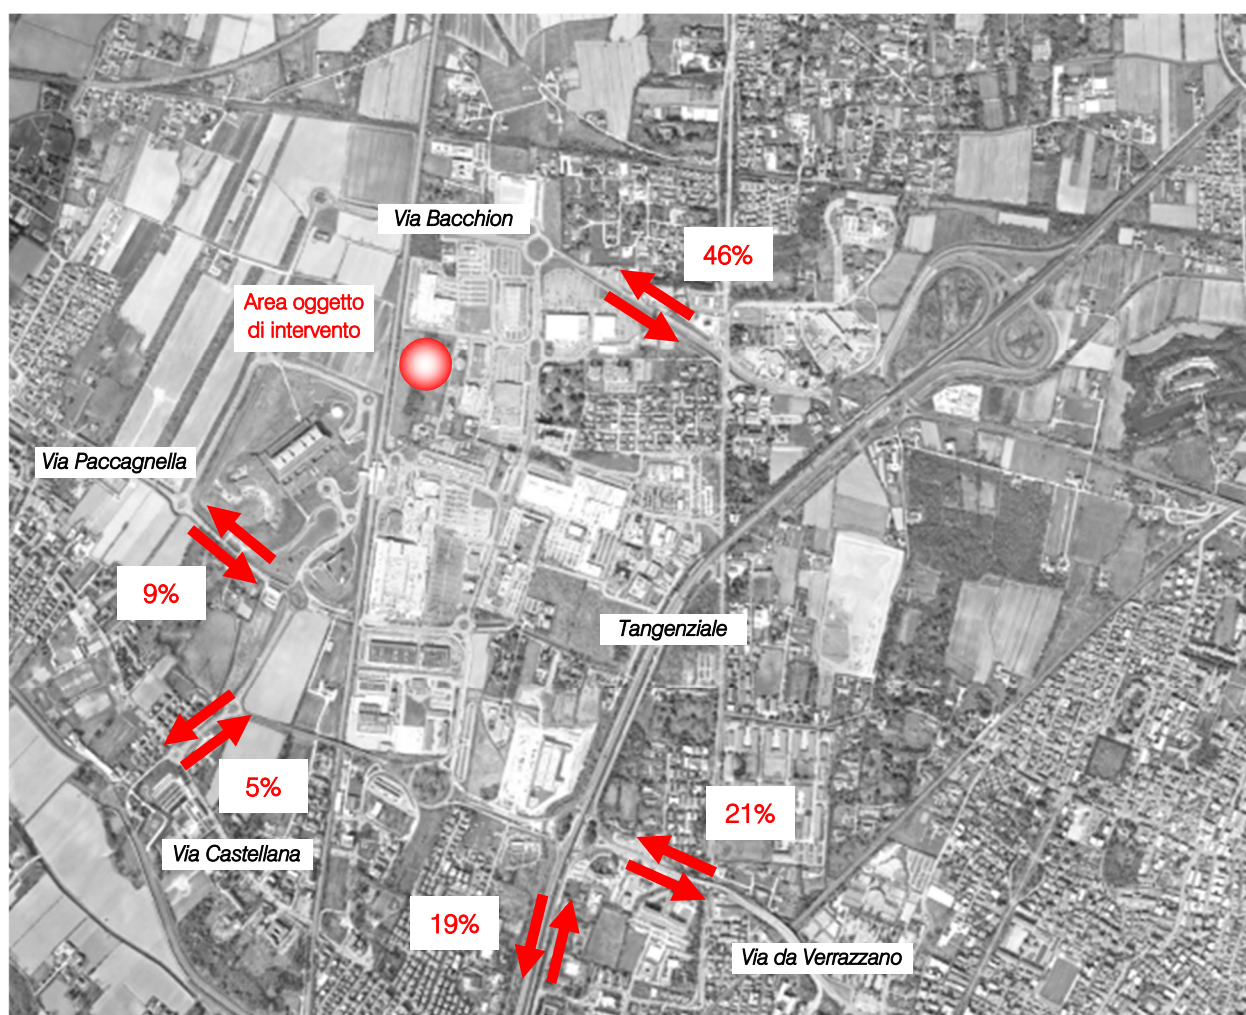 Via Bacchion
46%
Area oggetto
di intervento
Via Paccagnella
9%
Tangenziale
5%
21%
Via Castellana
19%
Via da Verrazzano